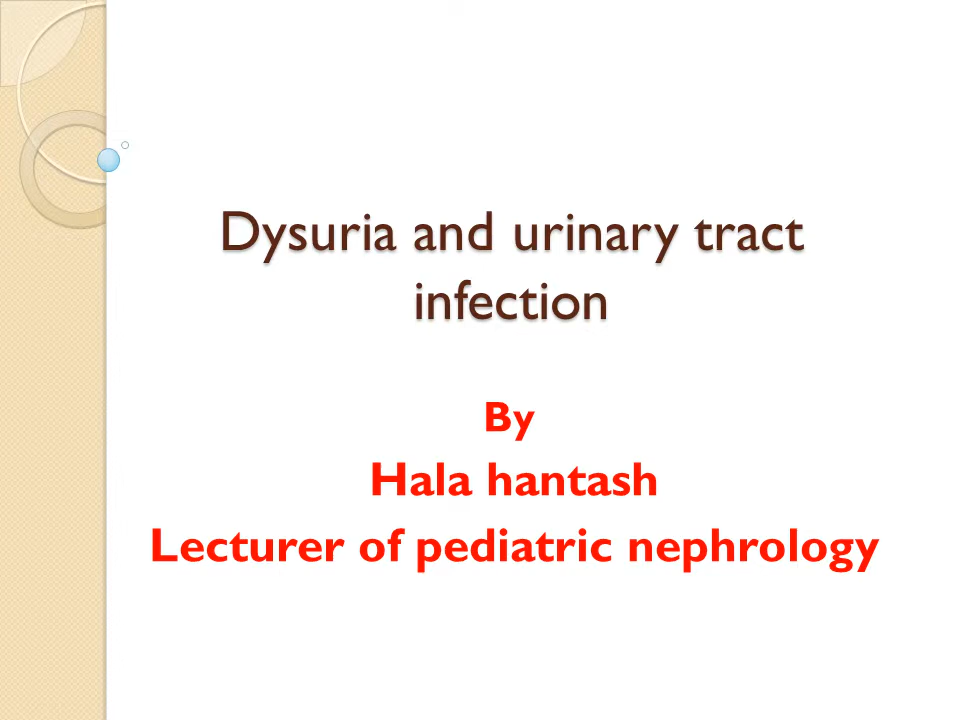 Dysuria and urinary tract
infection
By
Hala hantash
Lecturer of pediatric nephrology